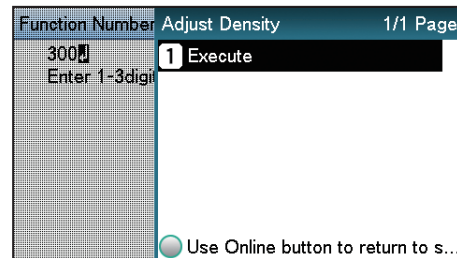 Function Number
300
Enter 1-3digi
Adjust Density 1/1 Page
1 Execute
Use Online button to return to s...